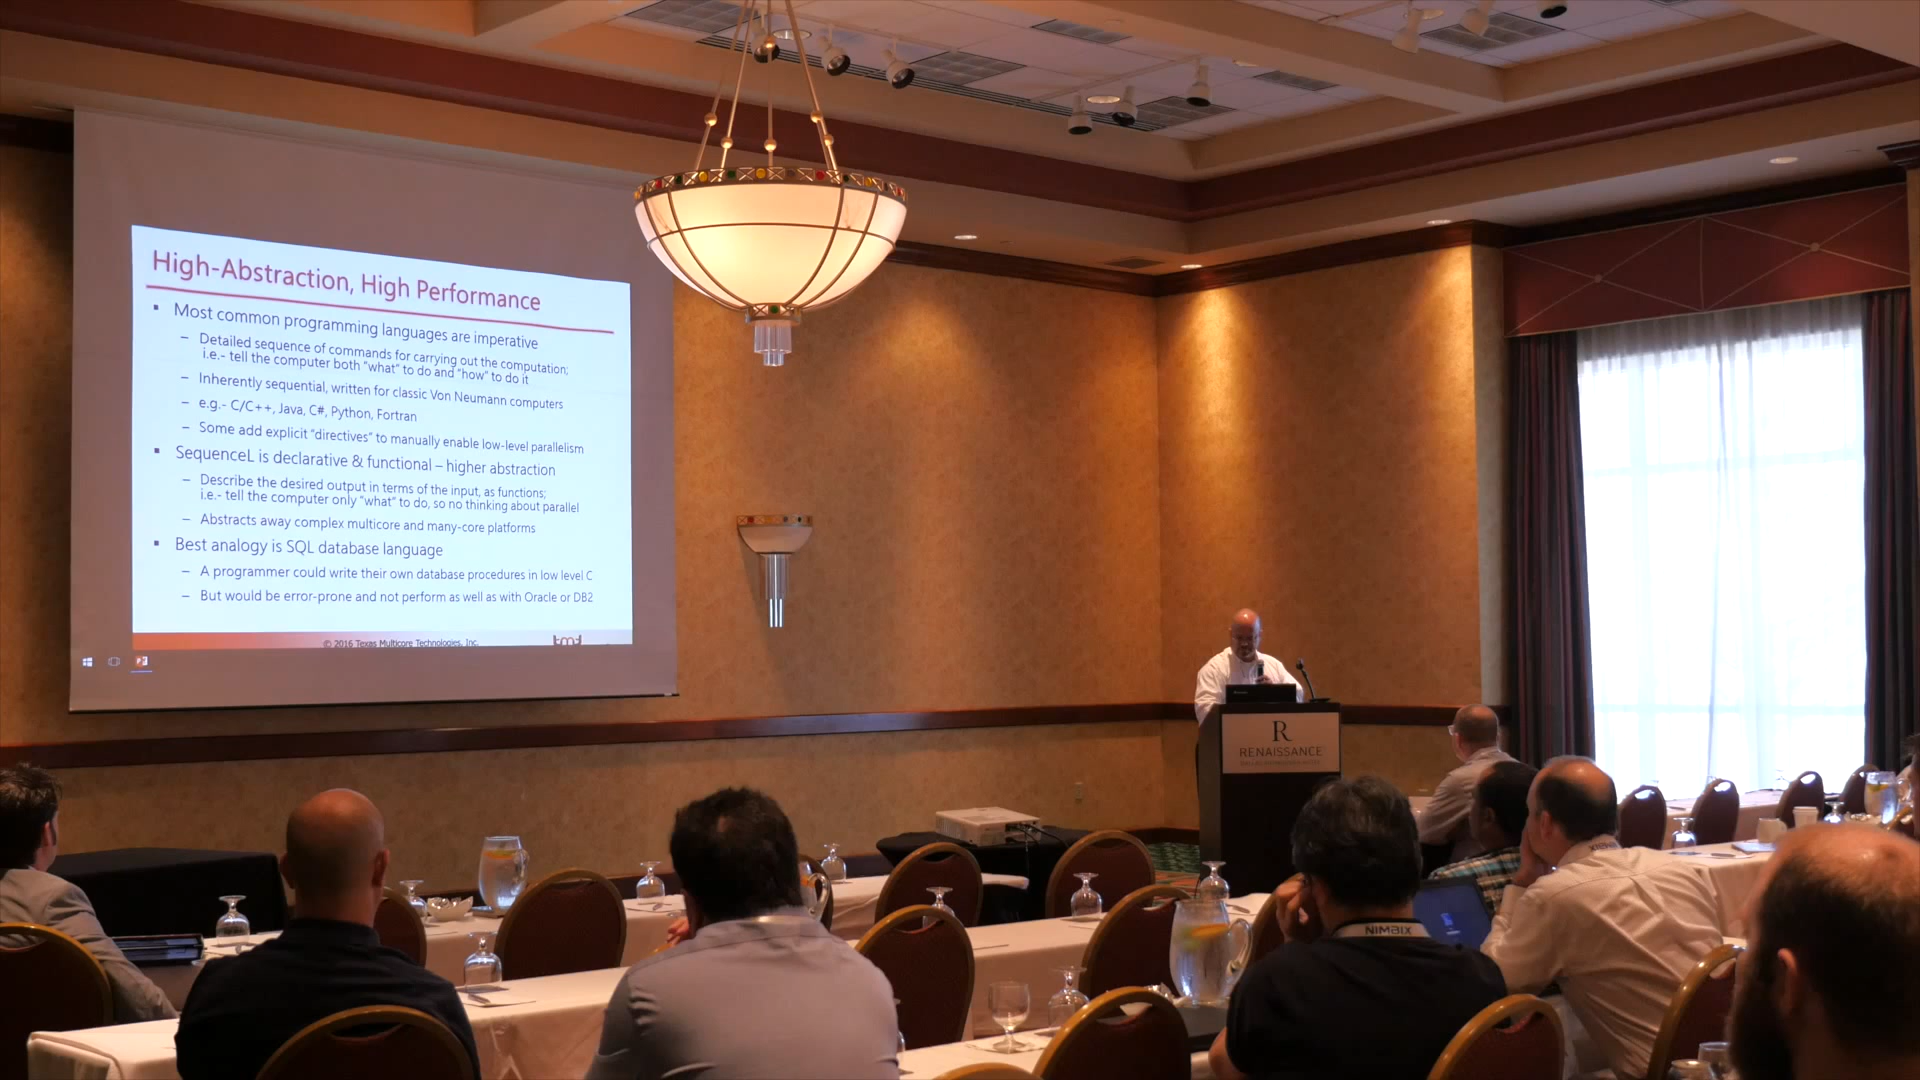 High-Abstraction, High Performance
▪ Most common programming languages are imperative
– Detailed sequence of commands for carrying out the computation;
i.e.- tell the computer both "what" to do and "how" to do it
– Inherently sequential, written for classic Von Neumann computers
– e.g.- C/C++, Java, C#, Python, Fortran
– Some add explicit "directives" to manually enable low-level parallelism
▪ SequenceL is declarative & functional – higher abstraction
– Describe the desired output in terms of the input, as functions;
i.e.- tell the computer only "what" to do, so no thinking about parallel
– Abstracts away complex multicore and many-core platforms
▪ Best analogy is SQL database language
– A programmer could write their own database procedures in low level C
– But would be error-prone and not perform as well as with Oracle or DB2
© 2016 Texas Multicore Technologies, Inc.
tmt
R
RENAISSANCE
NIMBIX